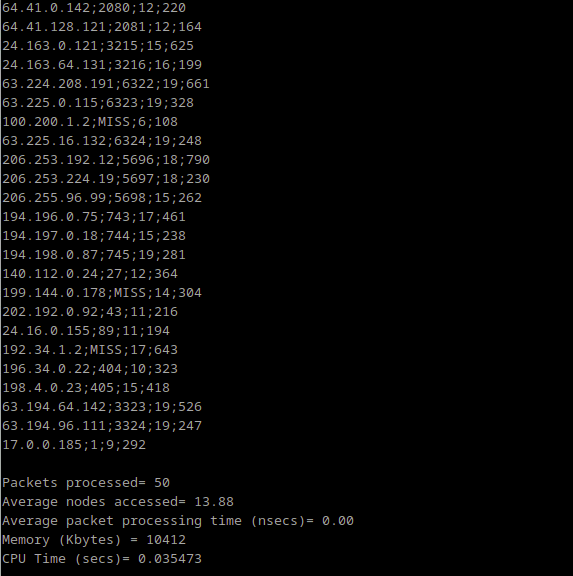 64.41.0.142;2080;12;220
64.41.128.121;2081;12;164
24.163.0.121;3215;15;625
24.163.64.131;3216;16;199
63.224.208.191;6322;19;661
63.225.0.115;6323;19;328
100.200.1.2;MISS;6;108
63.225.16.132;6324;19;248
206.253.192.12;5696;18;790
206.253.224.19;5697;18;230
206.255.96.99;5698;15;262
194.196.0.75;743;17;461
194.197.0.18;744;15;238
194.198.0.87;745;19;281
140.112.0.24;27;12;364
199.144.0.178;MISS;14;304
202.192.0.92;43;11;216
24.16.0.155;89;11;194
192.34.1.2;MISS;17;643
196.34.0.22;404;10;323
198.4.0.23;405;15;418
63.194.64.142;3323;19;526
63.194.96.111;3324;19;247
17.0.0.185;1;9;292
Packets processed= 50
Average nodes accessed= 13.88
Average packet processing time (nsecs)= 0.00
Memory (Kbytes) = 10412
CPU Time (secs)= 0.035473